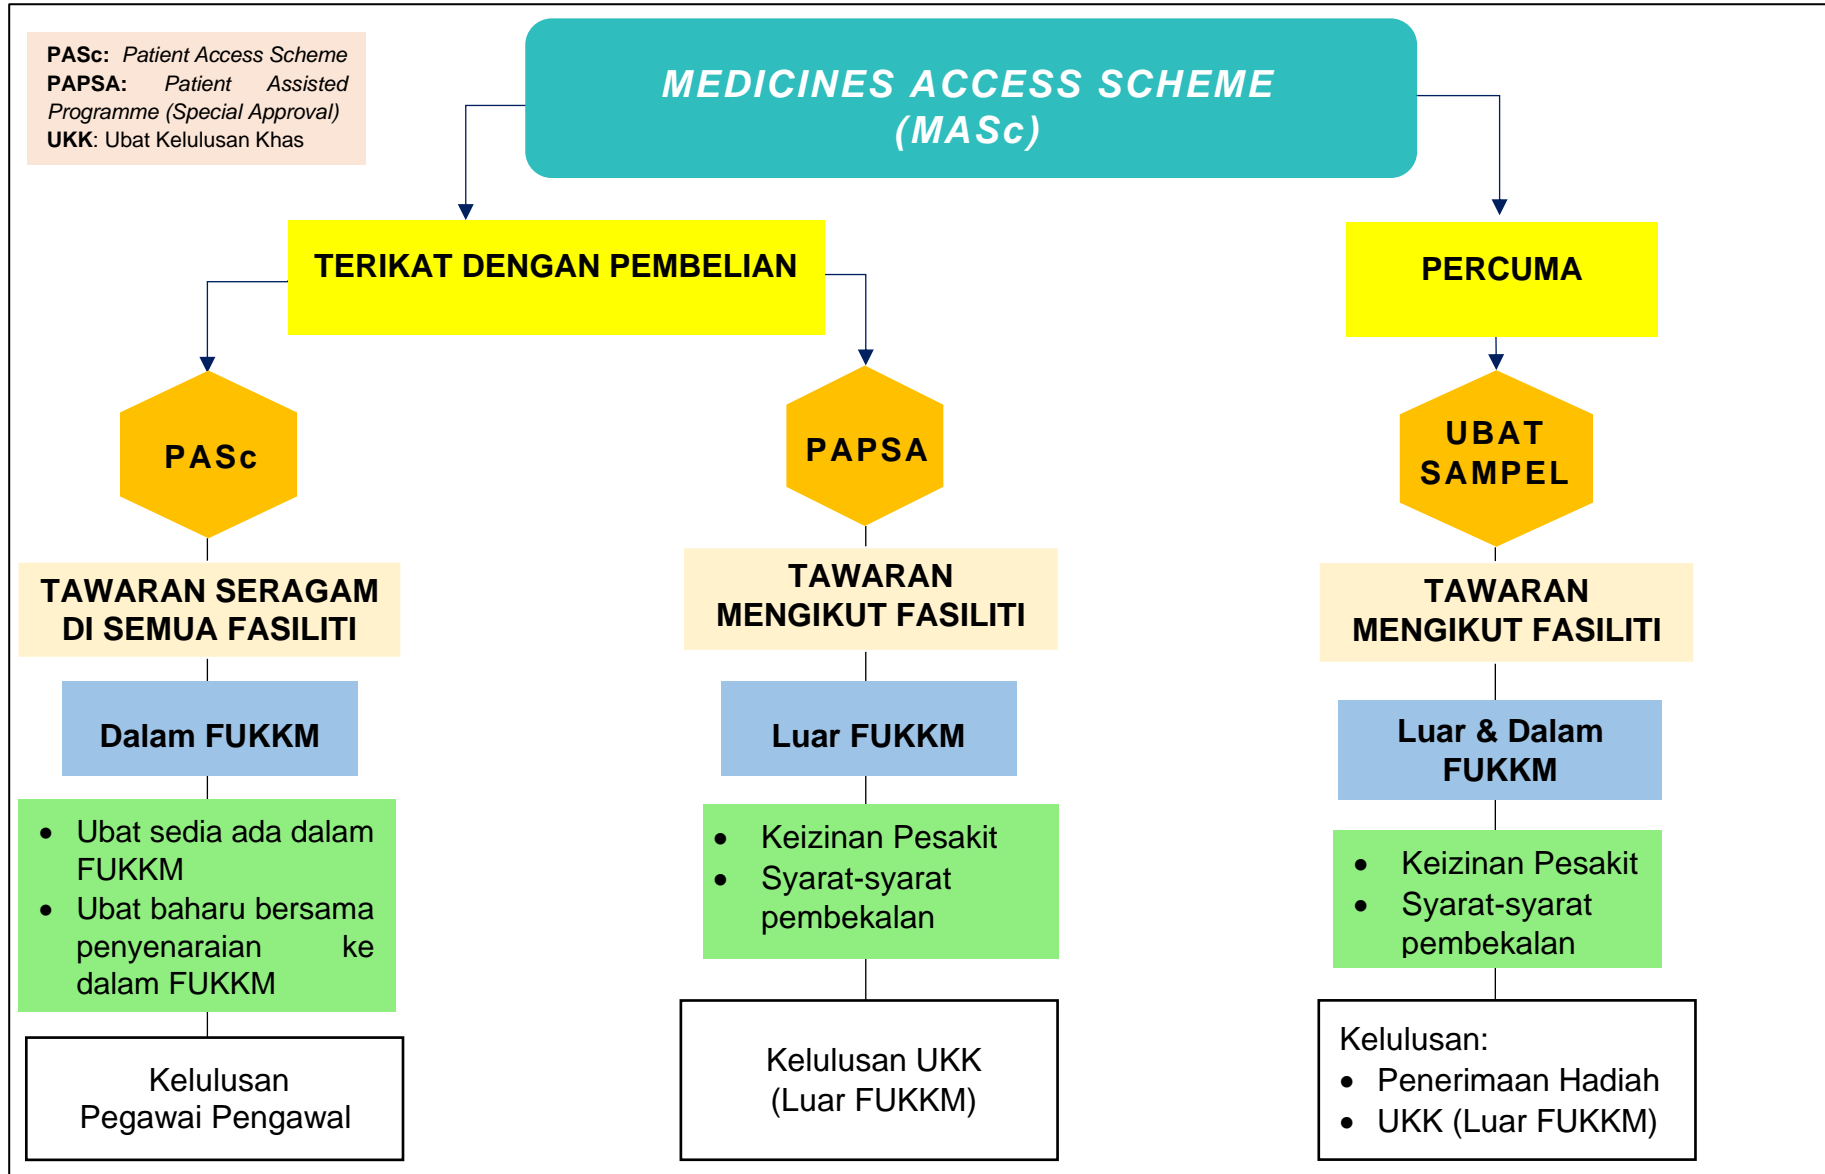 PASc: Patient Access Scheme
PAPSA: Patient Assisted
Programme (Special Approval)
UKK: Ubat Kelulusan Khas
MEDICINES ACCESS SCHEME
(MASc)
TERIKAT DENGAN PEMBELIAN
PERCUMA
PASc
PAPSA
UBAT
SAMPEL
TAWARAN SERAGAM
DI SEMUA FASILITI
TAWARAN
MENGIKUT FASILITI
TAWARAN
MENGIKUT FASILITI
Dalam FUKKM
Luar FUKKM
Luar & Dalam
FUKKM
• Ubat sedia ada dalam
FUKKM
• Ubat baharu bersama
penyenaraian ke
dalam FUKKM
• Keizinan Pesakit
• Syarat-syarat
pembekalan
• Keizinan Pesakit
• Syarat-syarat
pembekalan
Kelulusan
Pegawai Pengawal
Kelulusan UKK
(Luar FUKKM)
Kelulusan:
• Penerimaan Hadiah
• UKK (Luar FUKKM)